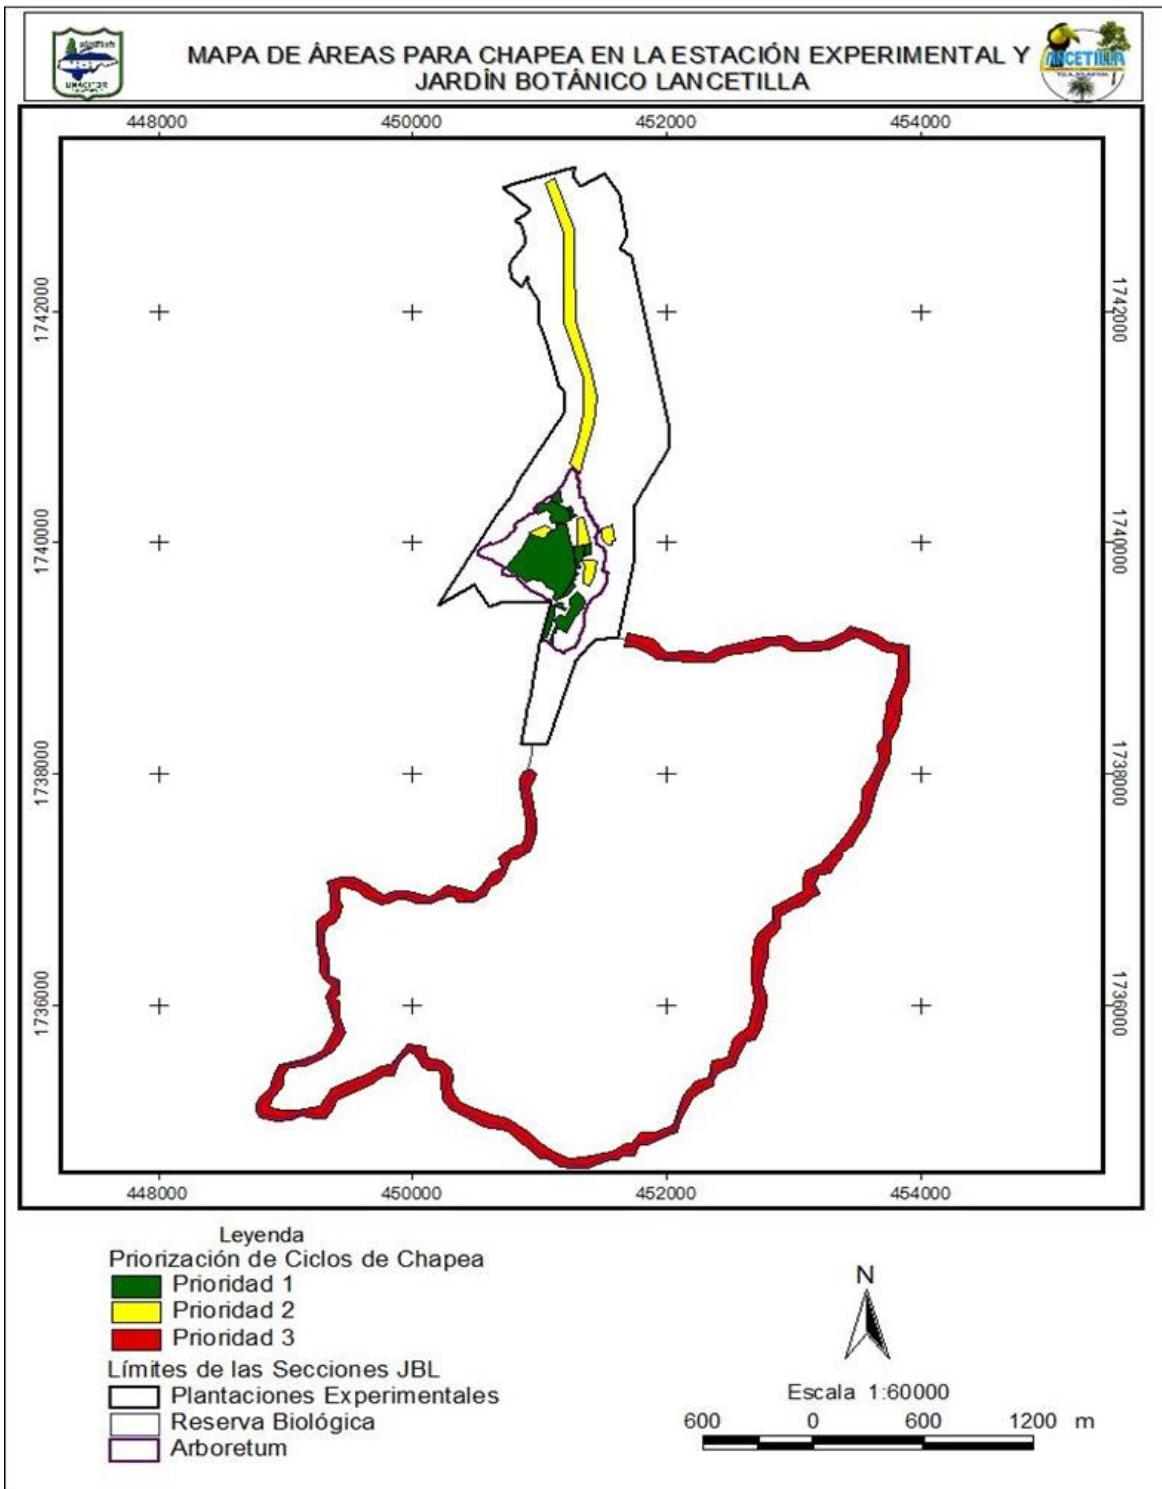 MAPA DE ÁREAS PARA CHAPEA EN LA ESTACIÓN EXPERIMENTAL Y
JARDÍN BOTÁNICO LANCETILLA
LANCETILLA
448000 450000 452000 454000
1742000 1742000
1740000 1740000
1738000 1738000
1736000 1736000
448000 450000 452000 454000
Leyenda
Priorización de Ciclos de Chapea
Prioridad 1
Prioridad 2
Prioridad 3
Límites de las Secciones JBL
Plantaciones Experimentales
Reserva Biológica
Arboretum
N
Escala 1:60000
600 0 600 1200 m